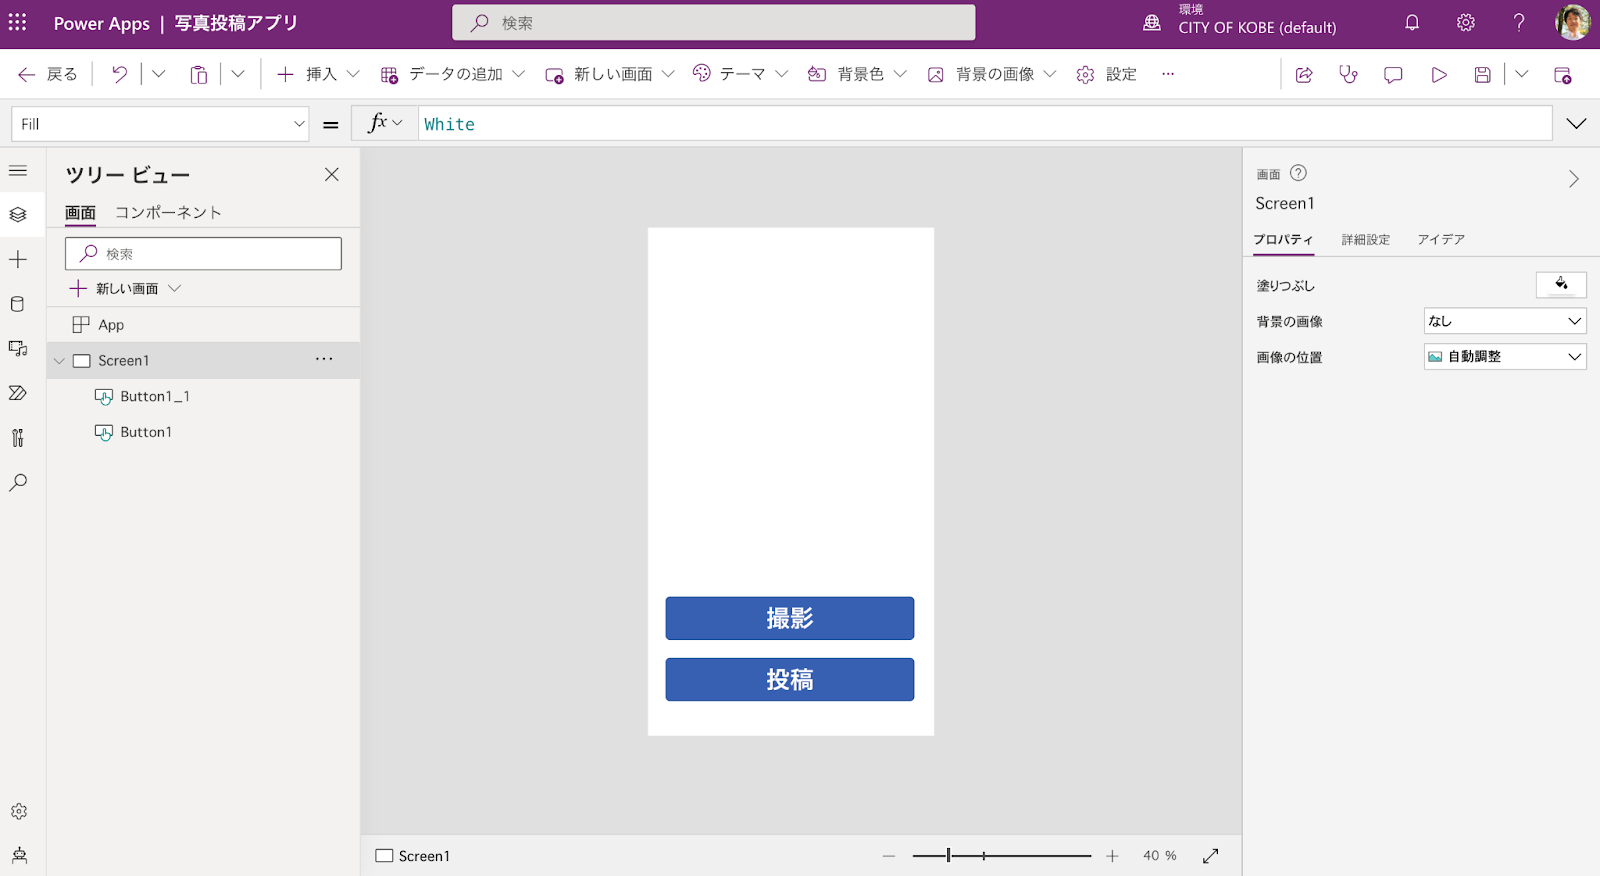 Power Apps | 写真投稿アプリ
検索
環境
CITY OF KOBE (default)
戻る
挿入
データの追加
新しい画面
テーマ
背景色
背景の画像
設定
Fill
=
fx
White
ツリー ビュー
画面
コンポーネント
検索
新しい画面
App
Screen1
Button1_1
Button1
撮影
投稿
画面
Screen1
プロパティ
詳細設定
アイデア
塗りつぶし
背景の画像
なし
画像の位置
自動調整
Screen1
40 %